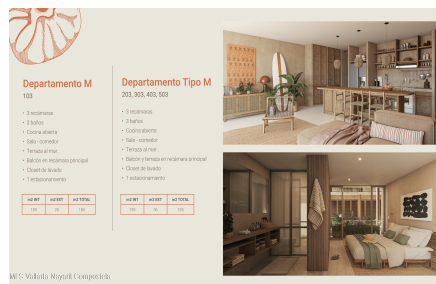 Departamento M
103
• 3 recámaras
• 3 baños
• Cocina abierta
• Sala - comedor
• Terraza al mar
• Balcón en recámara principal
• Closet de lavado
• 1 estacionamiento
m2 INT m2 EXT m2 TOTAL
Departamento Tipo M
203, 303, 403, 503
• 3 recámaras
• 3 baños
• Cocina abierta
• Sala - comedor
• Terraza al mar
• Balcón y terraza en recámara principal
• Closet de lavado
• 1 estacionamiento
m2 INT m2 EXT m2 TOTAL
MLS Vallarta Nayarit Compostela